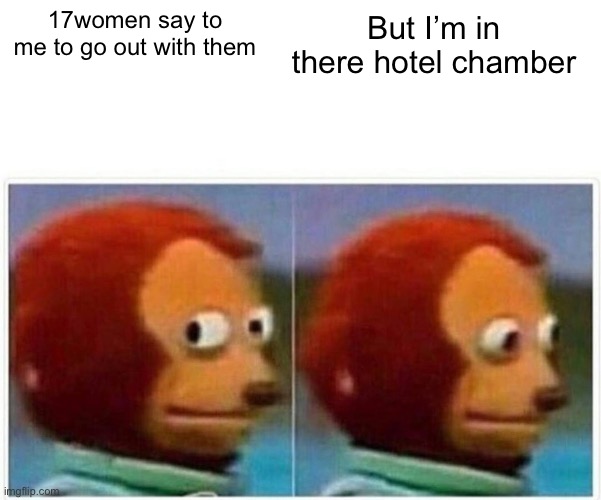 17women say to
me to go out with them
But I’m in
there hotel chamber
imgflip.com